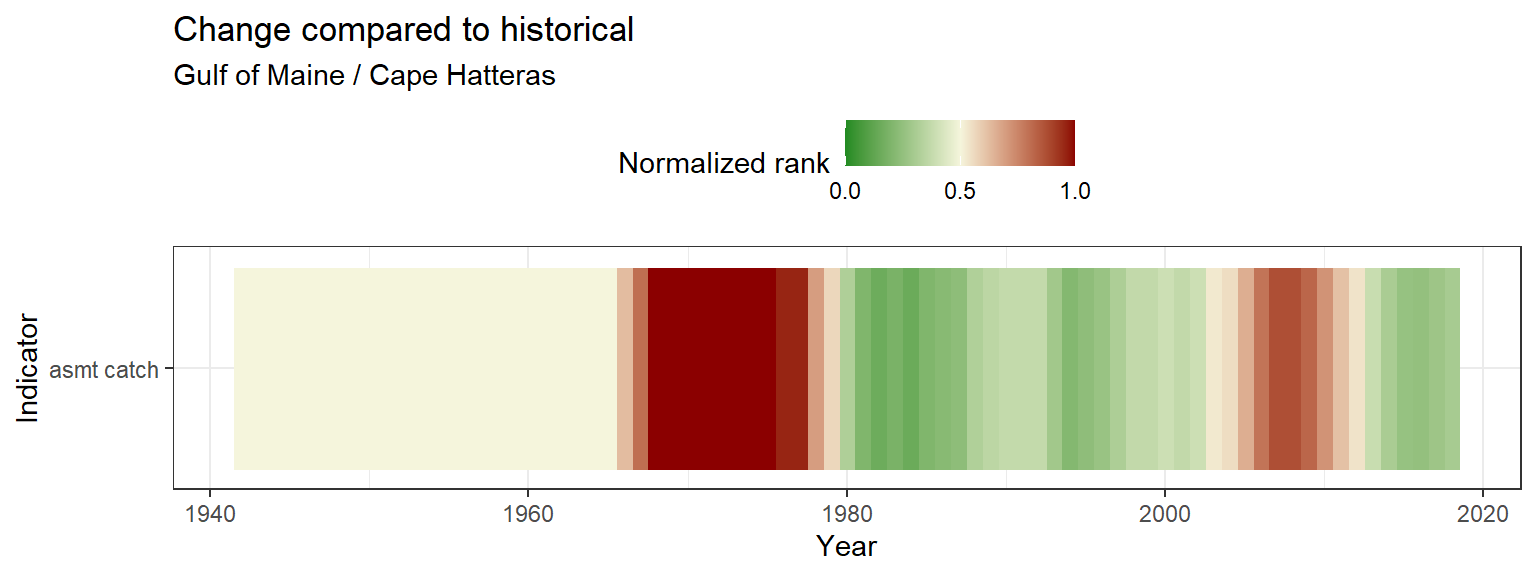 Change compared to historical
Gulf of Maine / Cape Hatteras
Normalized rank
0.0 0.5 1.0
Indicator
asmt catch
1940 1960 1980 2000 2020
Year